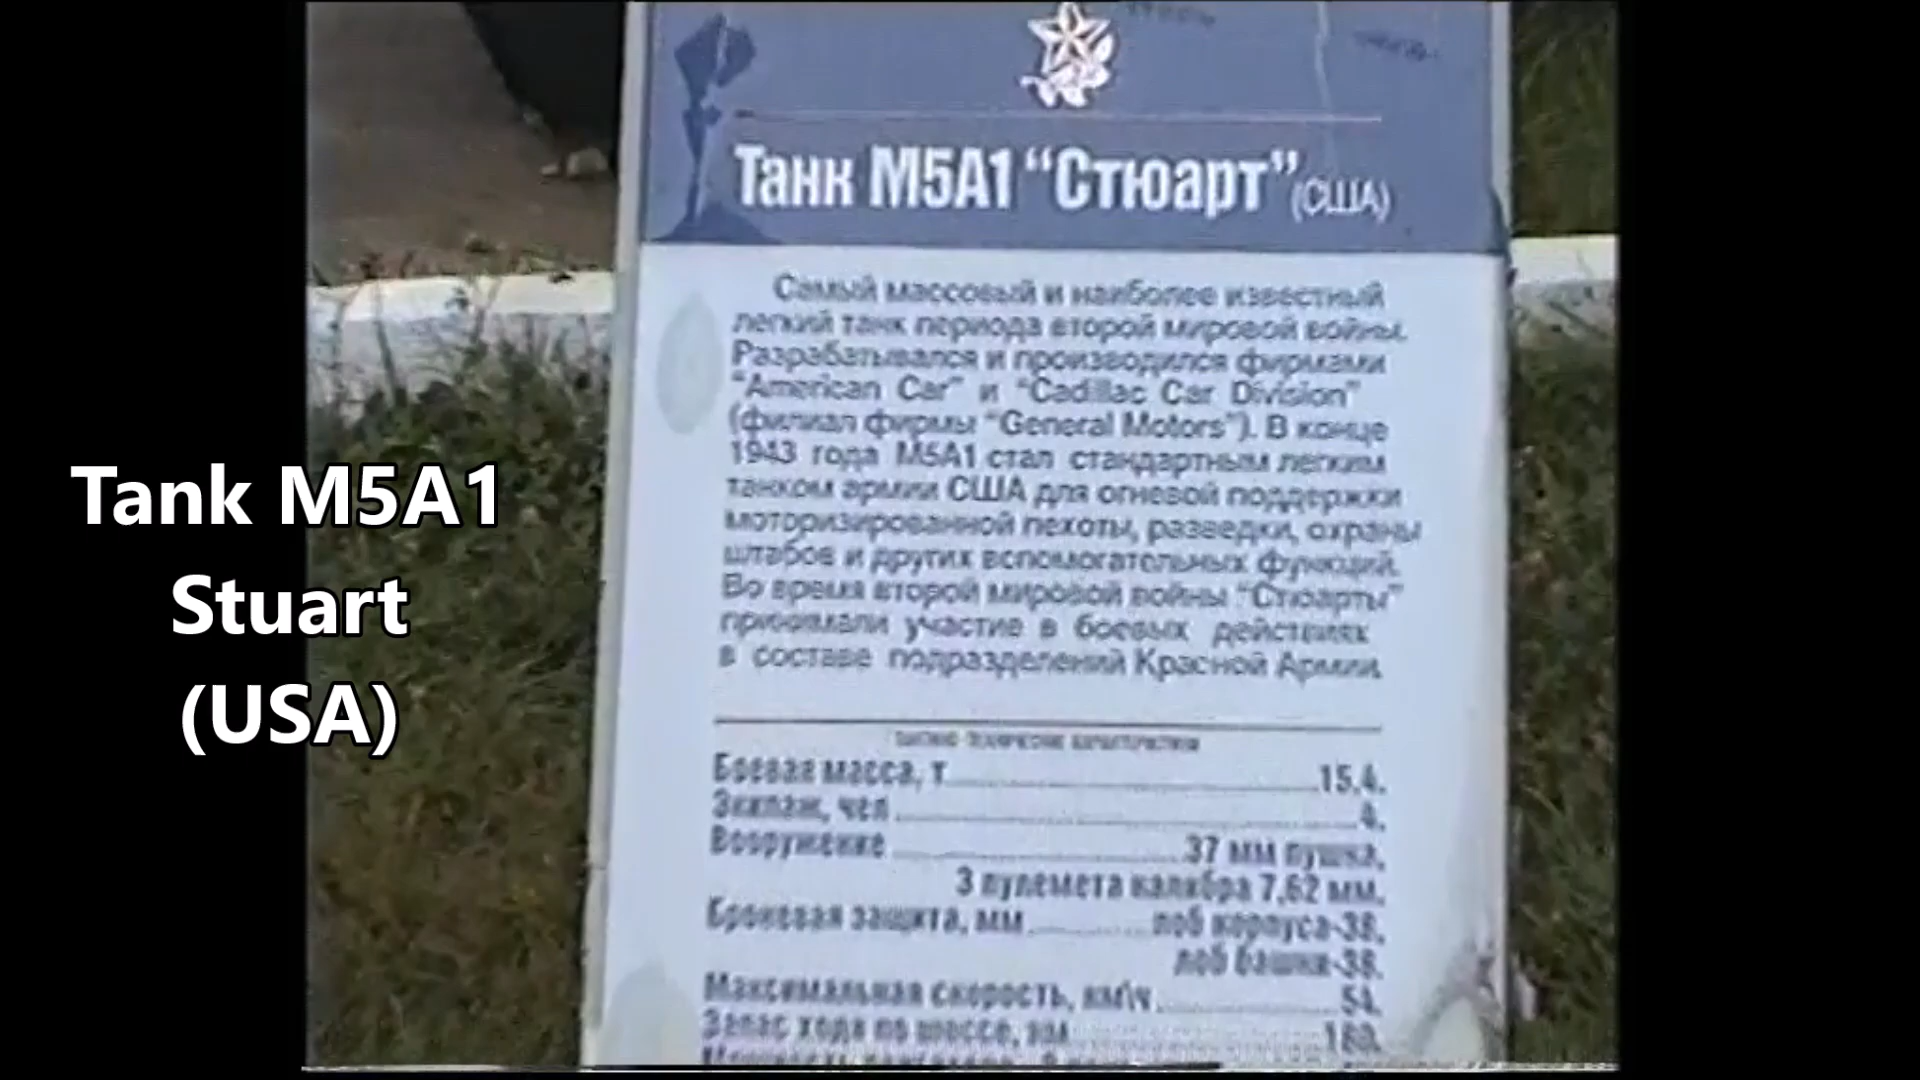 Танк М5А1 “Стюарт” (США)
Самый массовый и наиболее известный
легкий танк периода второй мировой войны.
Разрабатывался и производился фирмами
“American Car” и “Cadillac Car Division”
(филиал фирмы “General Motors”). В конце
1943 года М5А1 стал стандартным легким
танком армии США для огневой поддержки
моторизированной пехоты, разведки, охраны
штабов и других вспомогательных функций.
Во время второй мировой войны “Стюарты”
принимали участие в боевых действиях
в составе подразделений Красной Армии.
Боевая масса, т 15,4.
Экипаж, чел 4.
Вооружение 37 мм пушка,
3 пулемета калибра 7,62 мм.
Броневая защита, мм лоб корпуса-38,
лоб башни-38.
Максимальная скорость, км\ч 54.
Запас хода по шоссе, км 180.
Tank M5A1
Stuart
(USA)